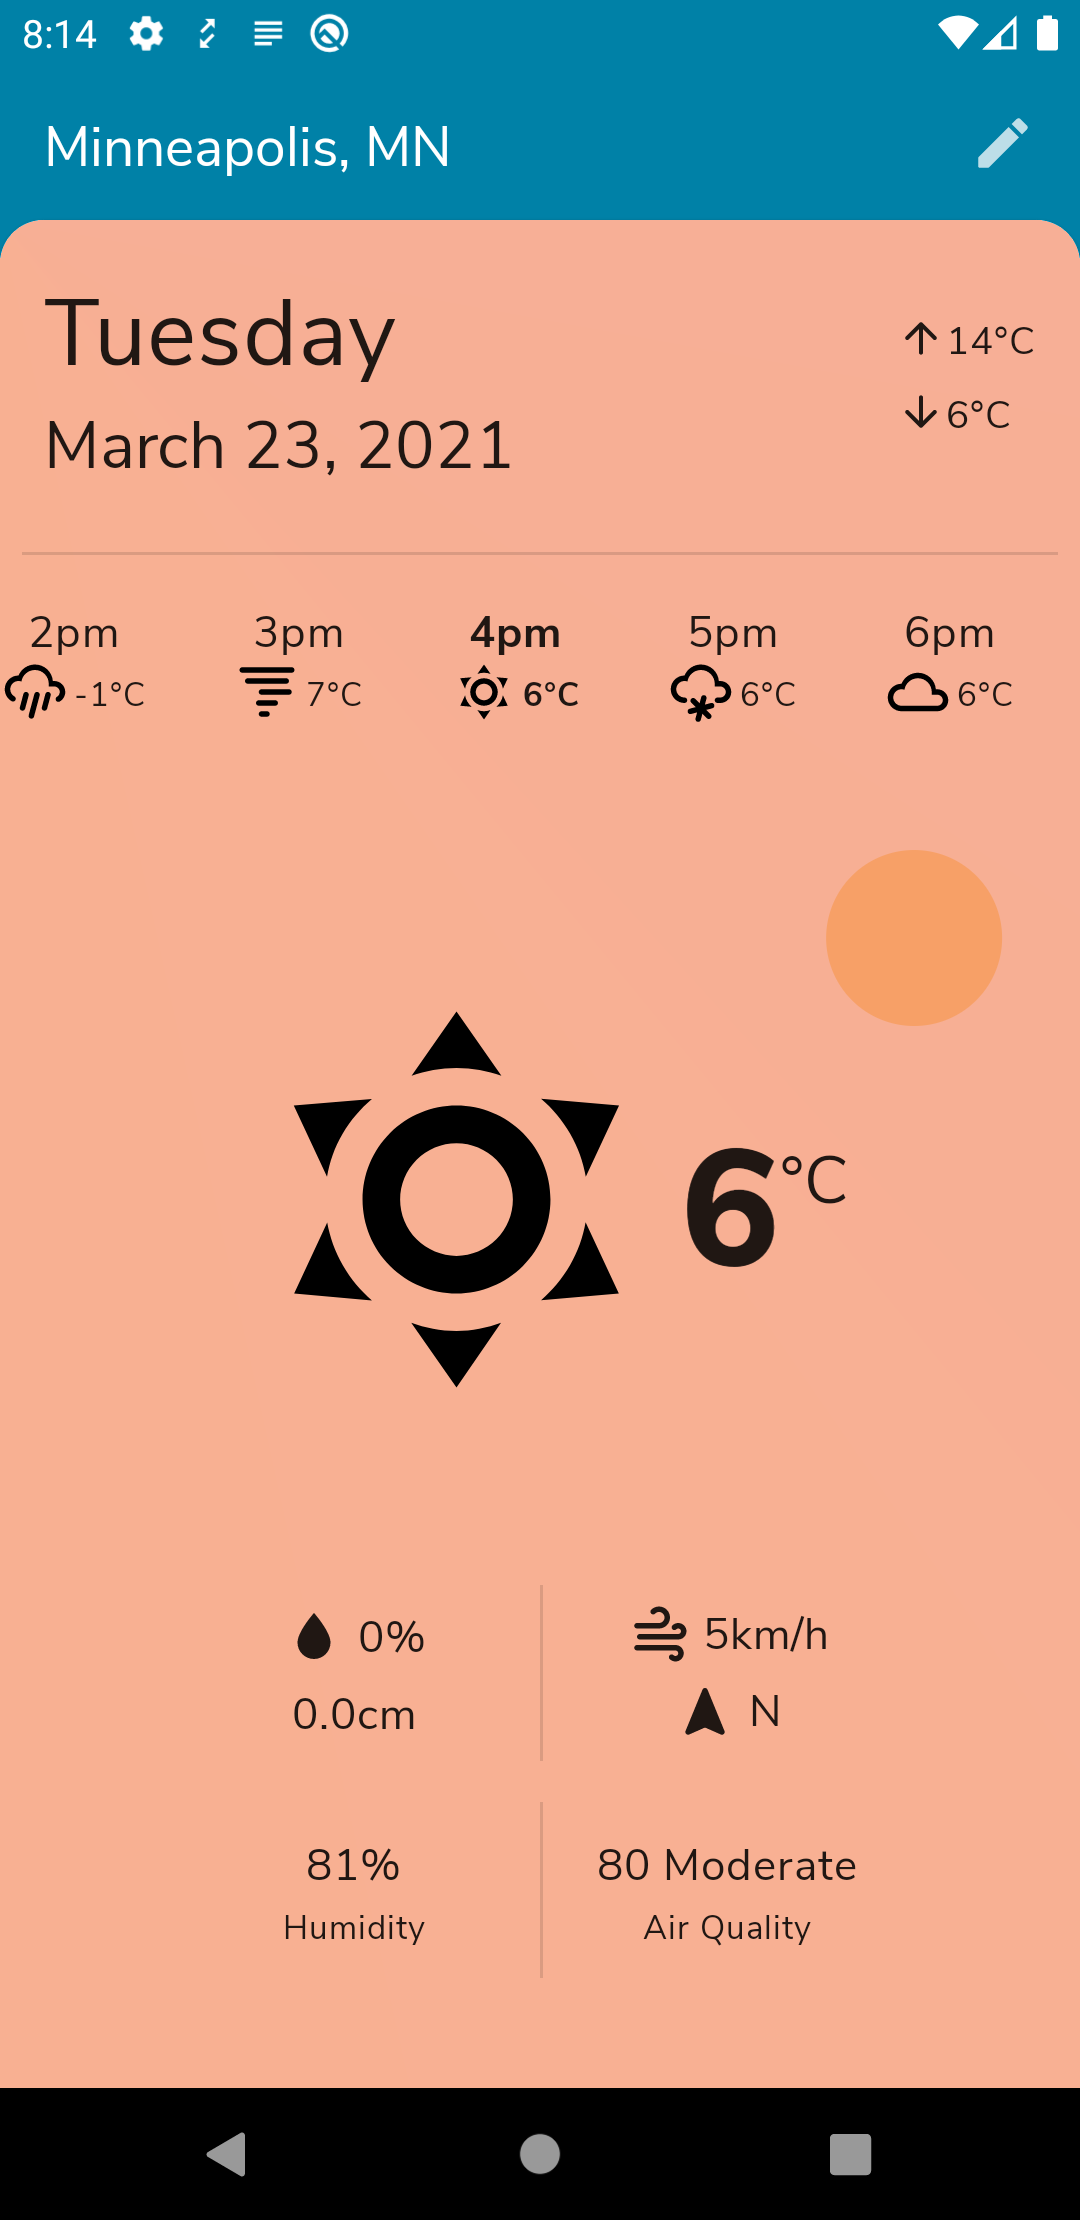 8:14
Minneapolis, MN
Tuesday
March 23, 2021
14°C
6°C
2pm 3pm 4pm 5pm 6pm
-1°C 7°C 6°C 6°C 6°C
6°C
0% 5km/h
0.0cm N
81% 80 Moderate
Humidity Air Quality